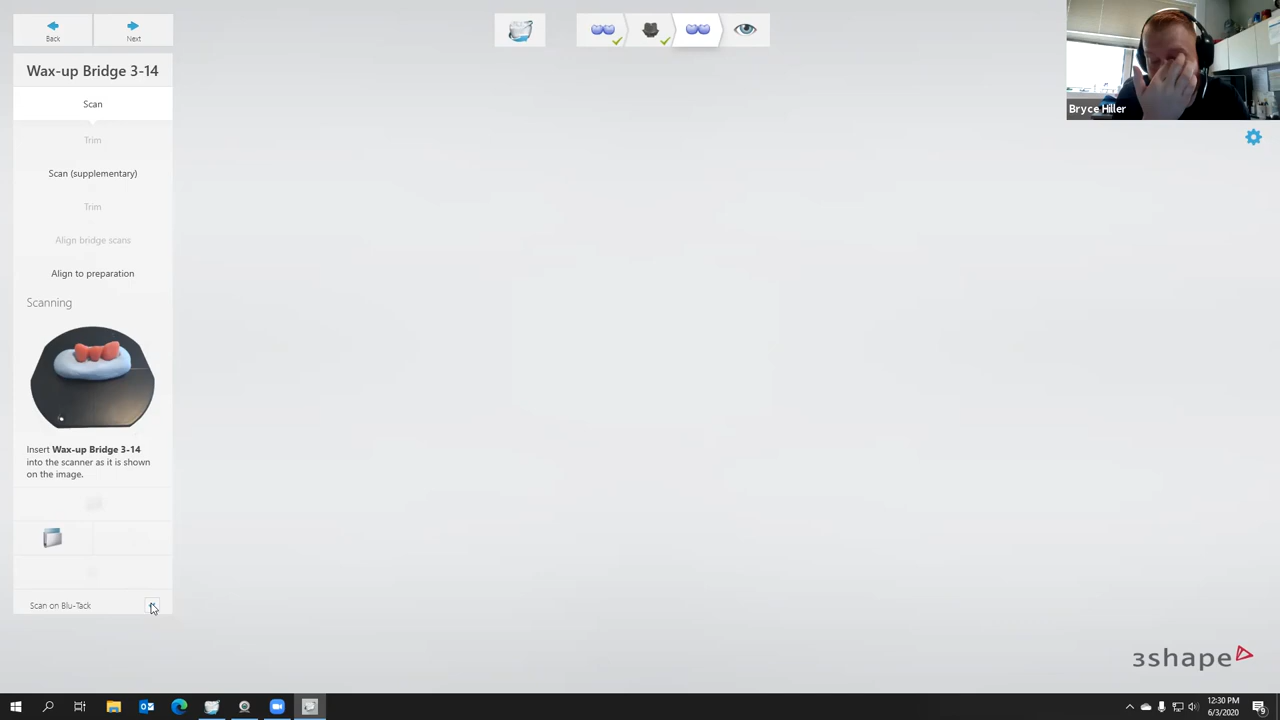 Back
Next
Bryce Hiller
Wax-up Bridge 3-14
Scan
Trim
Scan (supplementary)
Trim
Align bridge scans
Align to preparation
Scanning
Insert Wax-up Bridge 3-14
into the scanner as it is shown
on the image.
Scan on Blu-Tack
3shape
12:30 PM
6/3/2020
9